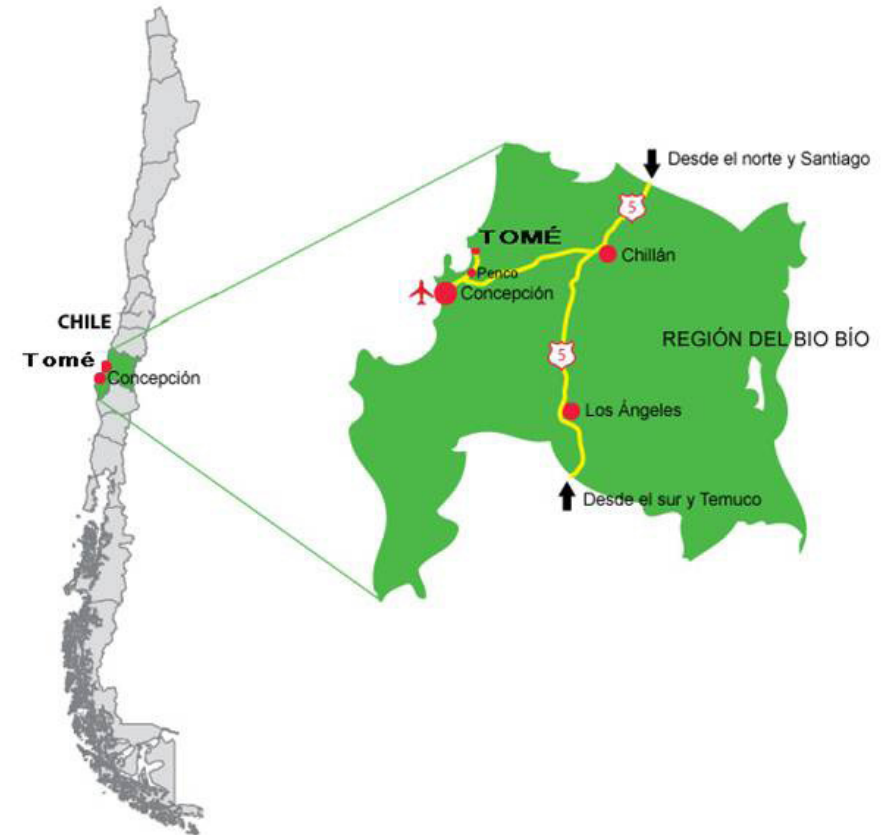 CHILE
Tomé
Concepción
Desde el norte y Santiago
5
TOMÉ
Chillán
Penco
Concepción
REGIÓN DEL BIO BÍO
5
Los Ángeles
Desde el sur y Temuco